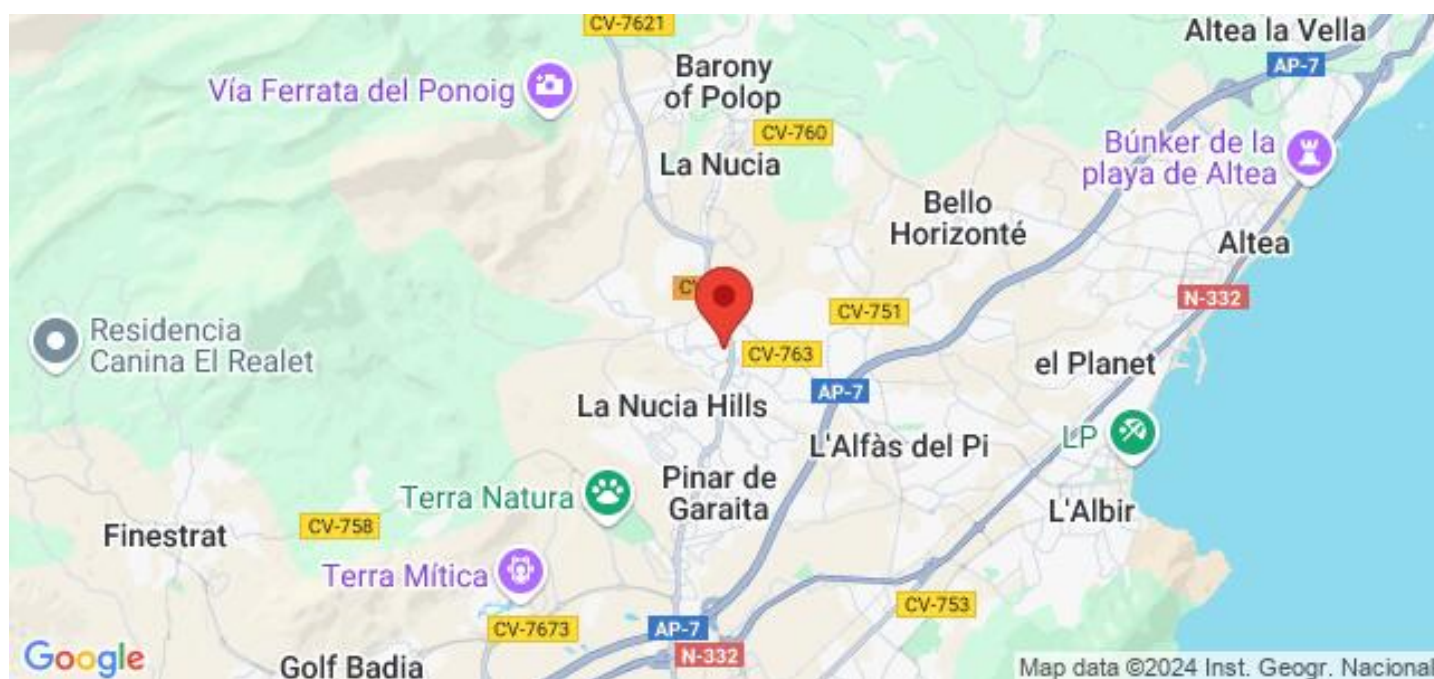 CV-7621
Altea la Vella
AP-7
Vía Ferrata del Ponoig
Barony
of Polop
CV-760
La Nucia
Búnker de la
playa de Altea
Bello
Horizonté
Altea
N-332
CV-751
Residencia
Canina El Realet
CV-763
el Planet
AP-7
La Nucia Hills
LP
L'Alfàs del Pi
Terra Natura
Pinar de
Garaita
L'Albir
Finestrat
CV-758
Terra Mítica
CV-753
CV-7673
AP-7
N-332
Google
Golf Badia
Map data ©2024 Inst. Geogr. Nacional